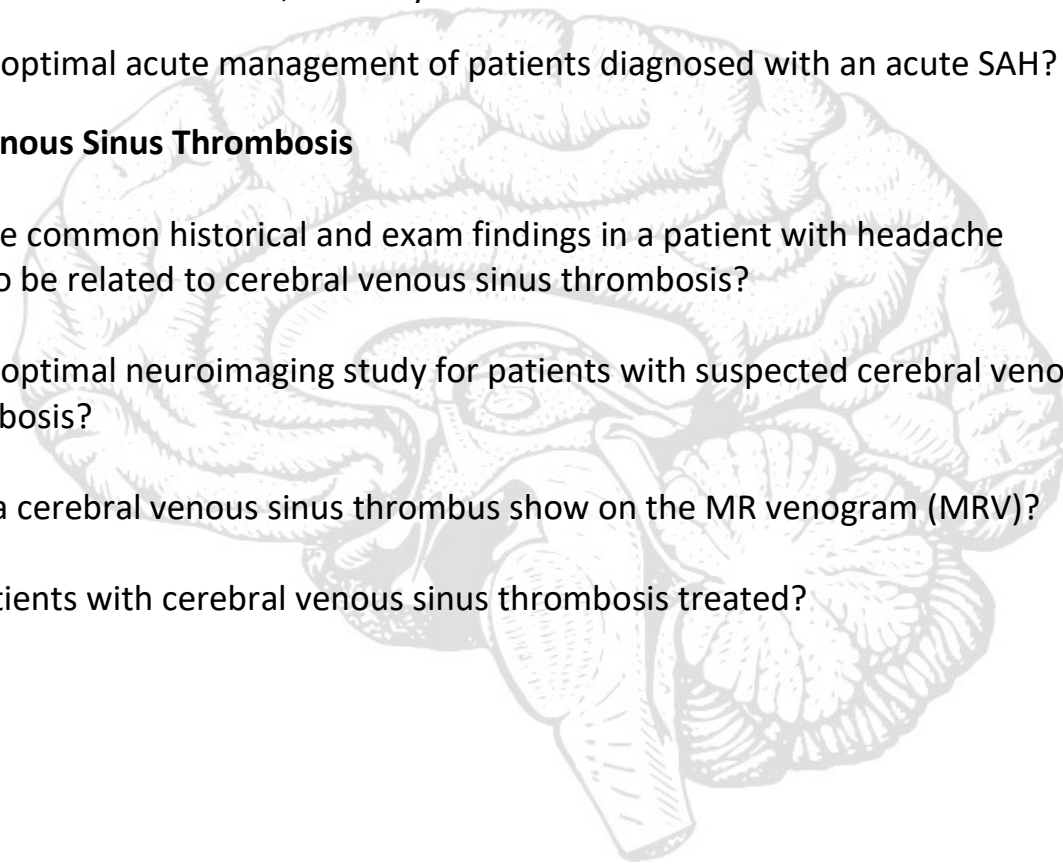 optimal acute management of patients diagnosed with an acute SAH?
nous Sinus Thrombosis
e common historical and exam findings in a patient with headache
o be related to cerebral venous sinus thrombosis?
optimal neuroimaging study for patients with suspected cerebral veno
bosis?
a cerebral venous sinus thrombus show on the MR venogram (MRV)?
tients with cerebral venous sinus thrombosis treated?